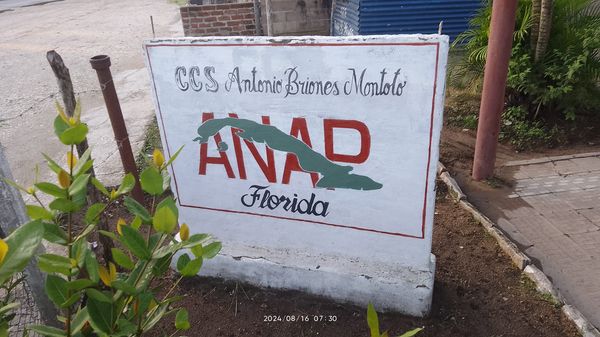 CCS Antonio Briones Montoto
ANAP
Florida
2024/08/16 07:30